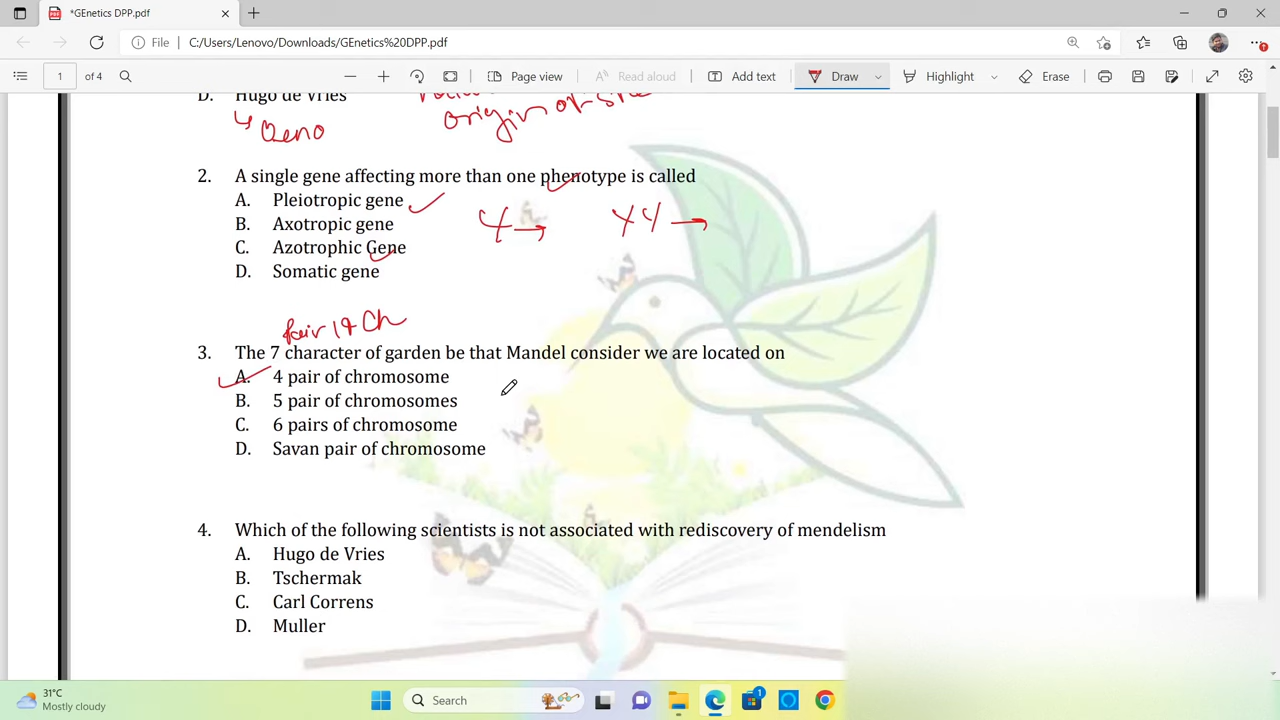 *GEnetics DPP.pdf
File C:/Users/Lenovo/Downloads/GEnetics%20DPP.pdf
1 of 4 Page view Read aloud Add text Draw Highlight Erase
D. Hugo de Vries
origin of
2. A single gene affecting more than one phenotype is called
A. Pleiotropic gene
B. Axotropic gene
C. Azotrophic Gene
D. Somatic gene
3. The 7 character of garden be that Mandel consider we are located on
A. 4 pair of chromosome
B. 5 pair of chromosomes
C. 6 pairs of chromosome
D. Savan pair of chromosome
4. Which of the following scientists is not associated with rediscovery of mendelism
A. Hugo de Vries
B. Tschermak
C. Carl Correns
D. Muller
31°C
Mostly cloudy
Search
1